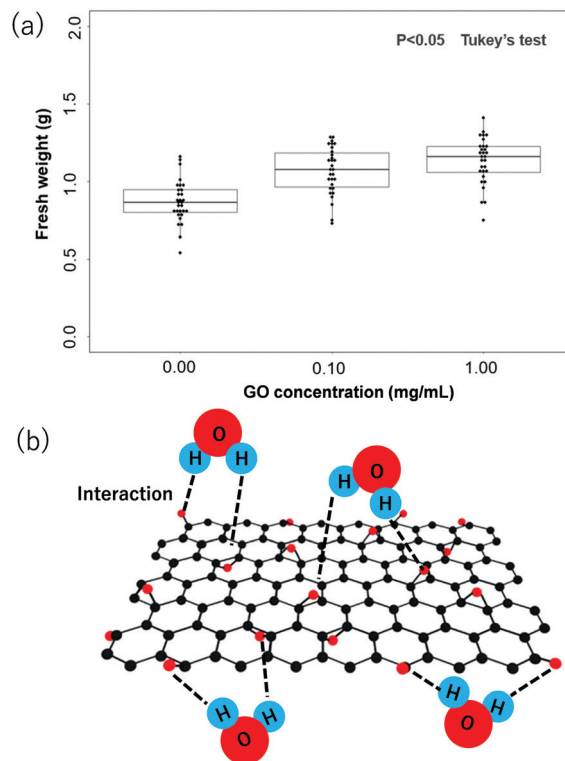 (a)
P<0.05 Tukey's test
2.0
1.5
1.0
0.5
0.0
Fresh weight (g)
0.00 0.10 1.00
GO concentration (mg/mL)
(b)
O
H H
O
H
H
Interaction
H H
O
H H
O